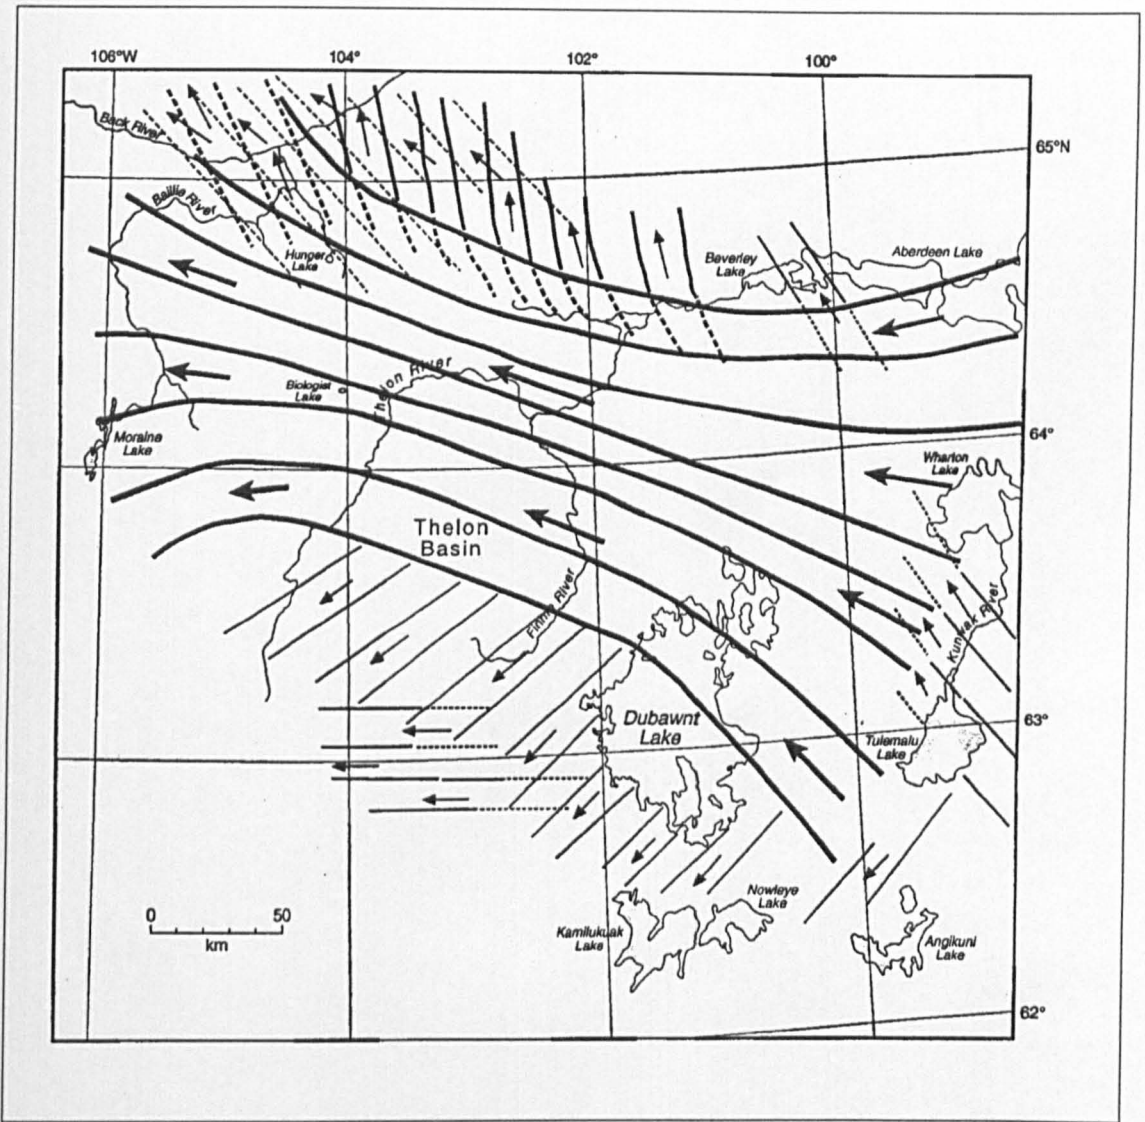 106°W 104° 102° 100°
65°N
Back River
Baillie River
Hunger
Lake
Beverley
Lake
Aberdeen Lake
Thelon River
Biologist
Lake
64°
Moraine
Lake
Wharton
Lake
Thelon
Basin
Finnie River
Kunwak River
63°
Dubawnt
Lake
Tulemalu
Lake
0 50
km
Nowleye
Lake
Kamilukuak
Lake
Angikuni
Lake
62°